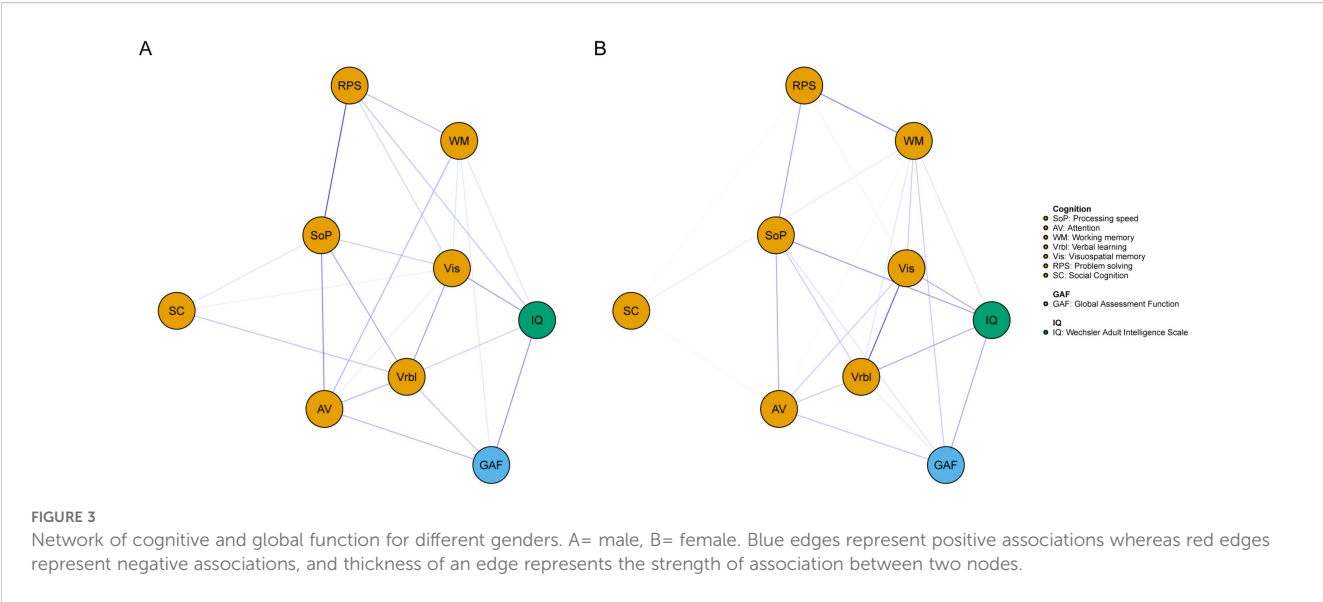 A
B
RPS
WM
SoP
Vis
SC
IQ
Vrbl
AV
GAF
RPS
WM
SoP
Vis
SC
IQ
Vrbl
AV
GAF
Cognition
SoP: Processing speed
AV: Attention
WM: Working memory
Vrbl: Verbal learning
Vis: Visuospatial memory
RPS: Problem solving
SC: Social Cognition
GAF
GAF: Global Assessment Function
IQ
IQ: Wechsler Adult Intelligence Scale
FIGURE 3
Network of cognitive and global function for different genders. A= male, B= female. Blue edges represent positive associations whereas red edges
represent negative associations, and thickness of an edge represents the strength of association between two nodes.